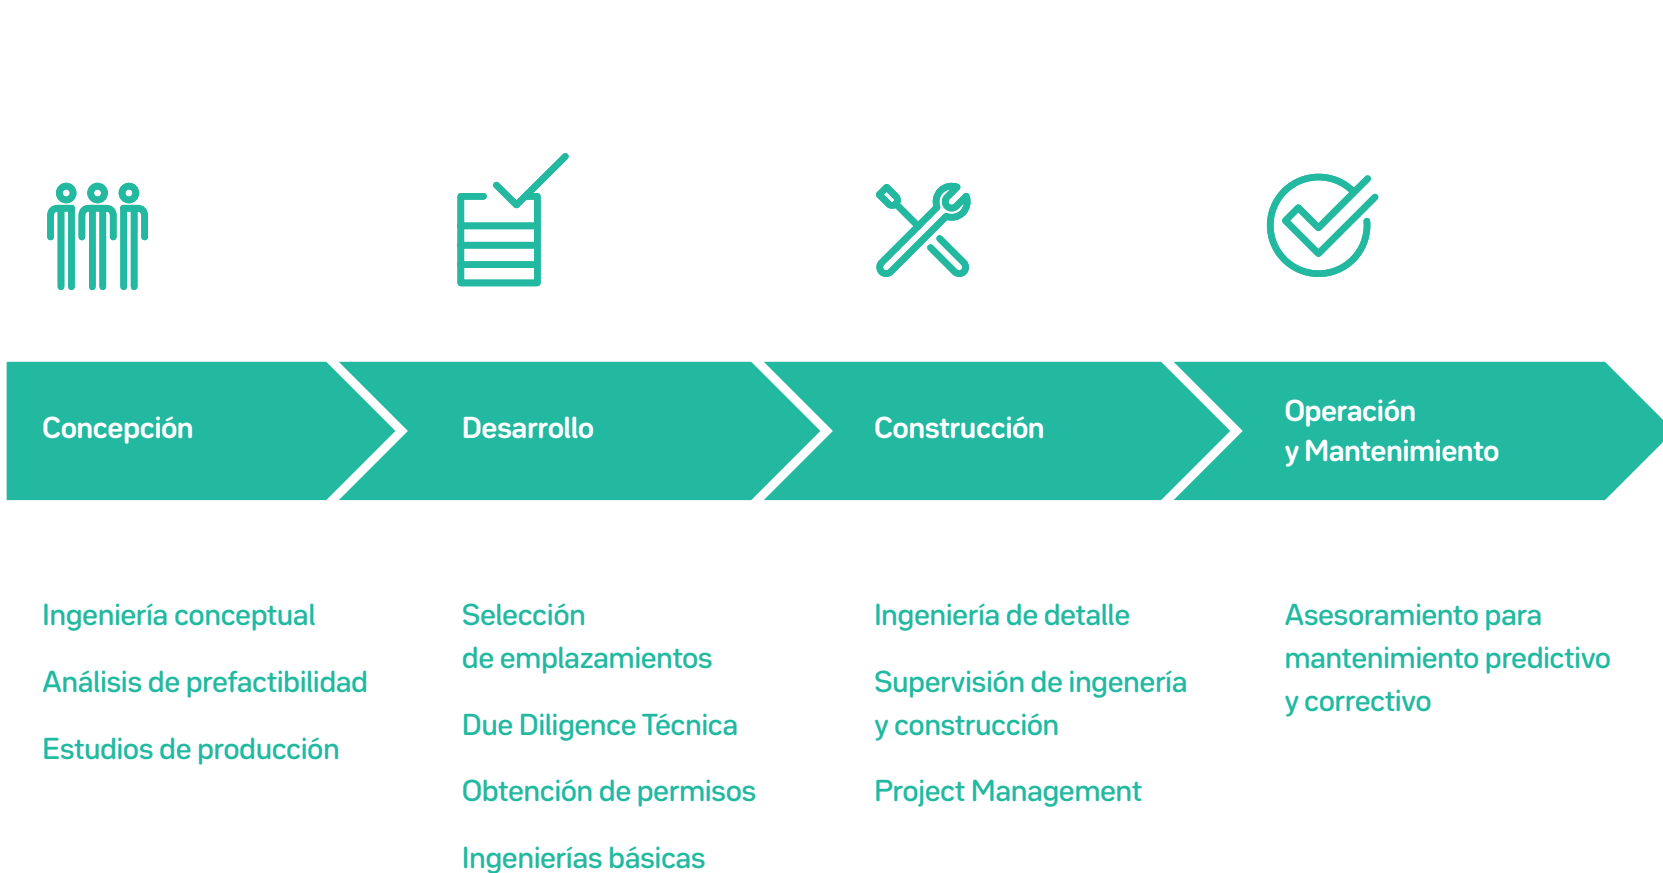 Concepción
Desarrollo
Construcción
Operación
y Mantenimiento
Ingeniería conceptual
Análisis de prefactibilidad
Estudios de producción
Selección
de emplazamientos
Due Diligence Técnica
Obtención de permisos
Ingenierías básicas
Ingeniería de detalle
Supervisión de ingenería
y construcción
Project Management
Asesoramiento para
mantenimiento predictivo
y correctivo